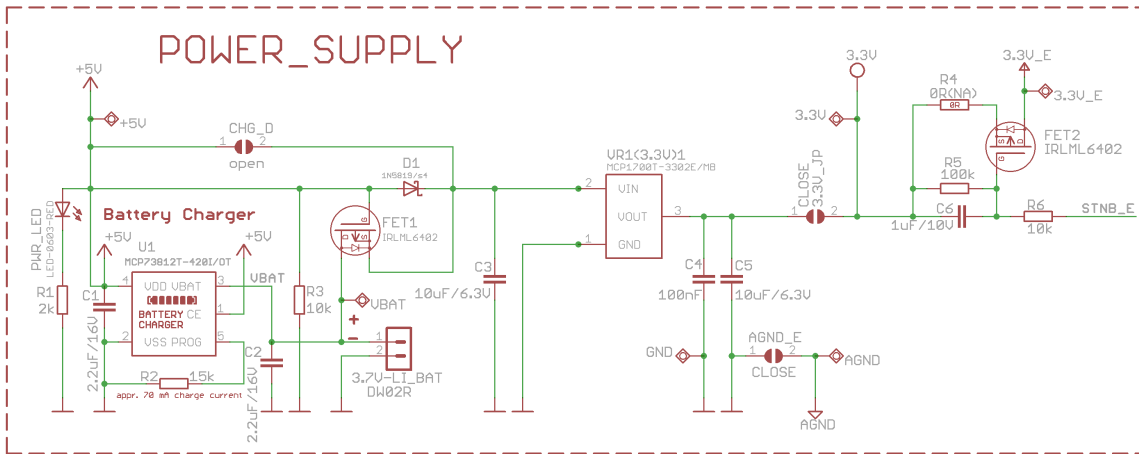 POWER_SUPPLY
+5V
+5V
CHG_D
1 2
open
D1
1N5819/s4
PWR_LED
LED-0603-RED
Battery Charger
+5V
+5V
U1
MCP73812T-420I/OT
VBAT
4 VDD VBAT 3
BATTERY CHARGER
CE 1
2 VSS PROG 5
C1
2.2uF/16V
R1
2k
R2 15k
appr. 70 mA charge current
C2
2.2uF/16V
R3
10k
G
D S
FET1
IRLML6402
VBAT
+
-
1
2
3.7V-LI_BAT
DW02R
C3
10uF/6.3V
VR1(3.3V)1
MCP1700T-3302E/MB
2 VIN
VOUT 3
1 GND
C4
100nF
C5
10uF/6.3V
GND
AGND_E
1 2
CLOSE
AGND
AGND
CLOSE
3.3V_JP
1 2
3.3V
3.3V
R4
0R(NA)
0R
3.3V_E
3.3V_E
S D
G
FET2
IRLML6402
R5
100k
C6
1uF/10V
R6
10k
STNB_E